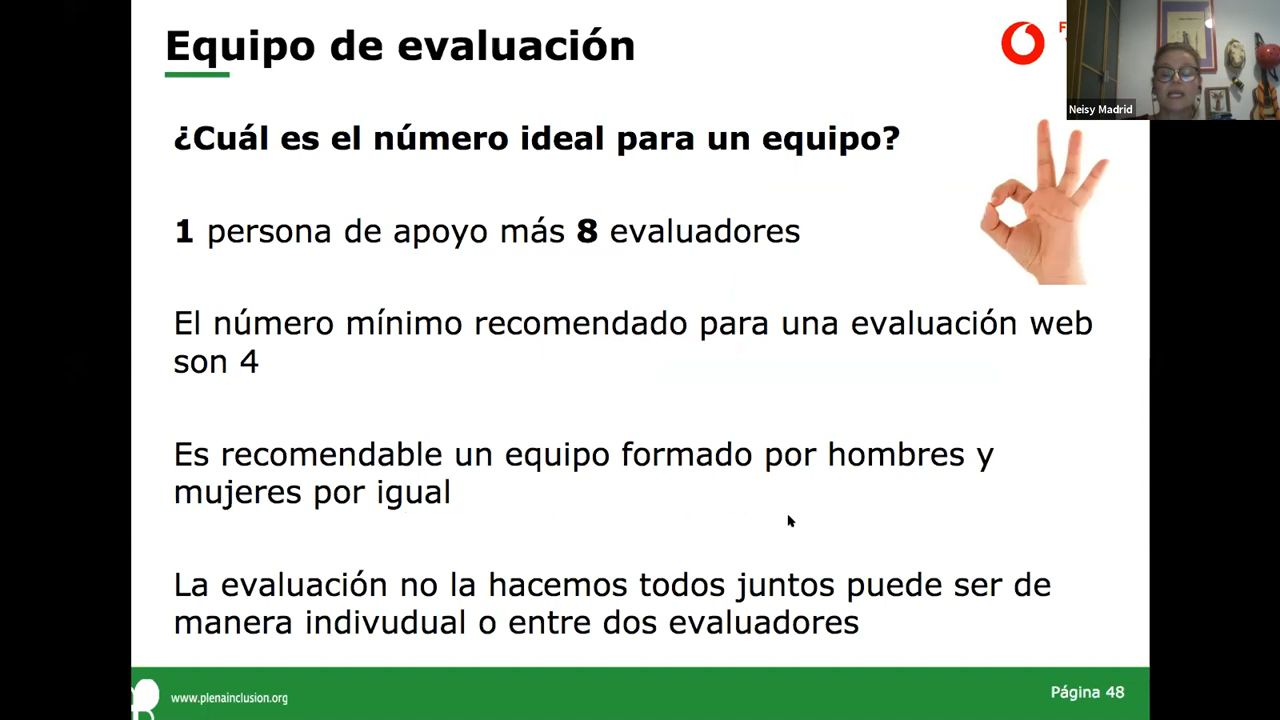 Equipo de evaluación
Neisy Madrid
¿Cuál es el número ideal para un equipo?
1 persona de apoyo más 8 evaluadores
El número mínimo recomendado para una evaluación web
son 4
Es recomendable un equipo formado por hombres y
mujeres por igual
La evaluación no la hacemos todos juntos puede ser de
manera indivudual o entre dos evaluadores
www.plenainclusion.org
Página 48